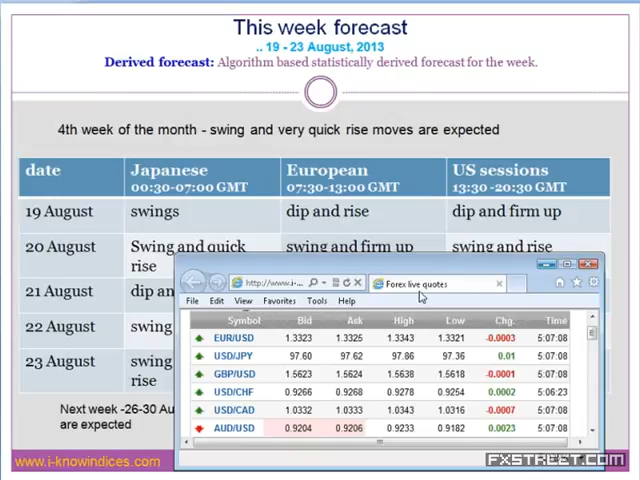 This week forecast
.. 19 - 23 August, 2013
Derived forecast: Algorithm based statistically derived forecast for the week.
4th week of the month - swing and very quick rise moves are expected
date Japanese European US sessions
00:30-07:00 GMT 07:30-13:00 GMT 13:30 -20:30 GMT
19 August swings dip and rise dip and firm up
20 August Swing and quick swing and firm up swing and rise
rise
21 August dip an
22 August swing
23 August swing
rise
Next week -26-30 Au
are expected
http://www.i-
Forex live quotes
File Edit View Favorites Tools Help
Symbol Bid Ask High Low Chg. Time
EUR/USD 1.3323 1.3325 1.3343 1.3321 -0.0003 5:07:08
USD/JPY 97.60 97.62 97.86 97.36 0.01 5:07:08
GBP/USD 1.5623 1.5624 1.5638 1.5618 -0.0001 5:07:08
USD/CHF 0.9266 0.9268 0.9278 0.9254 0.0002 5:06:23
USD/CAD 1.0332 1.0333 1.0343 1.0316 -0.0007 5:07:08
AUD/USD 0.9204 0.9206 0.9233 0.9182 0.0023 5:07:08
www.i-knowindices.com
FXSTREET.COM